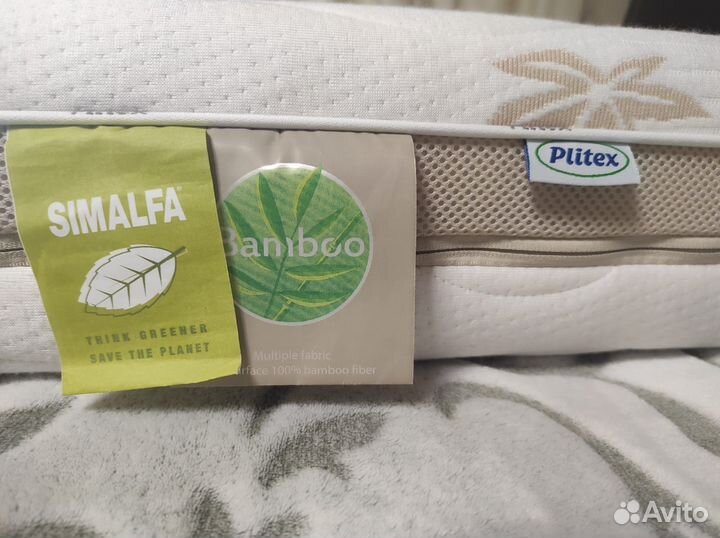 Plitex
SIMALFA®
Bamboo
THINK GREENER
SAVE THE PLANET
Multiple fabric
urface 100% bamboo fiber
Avito